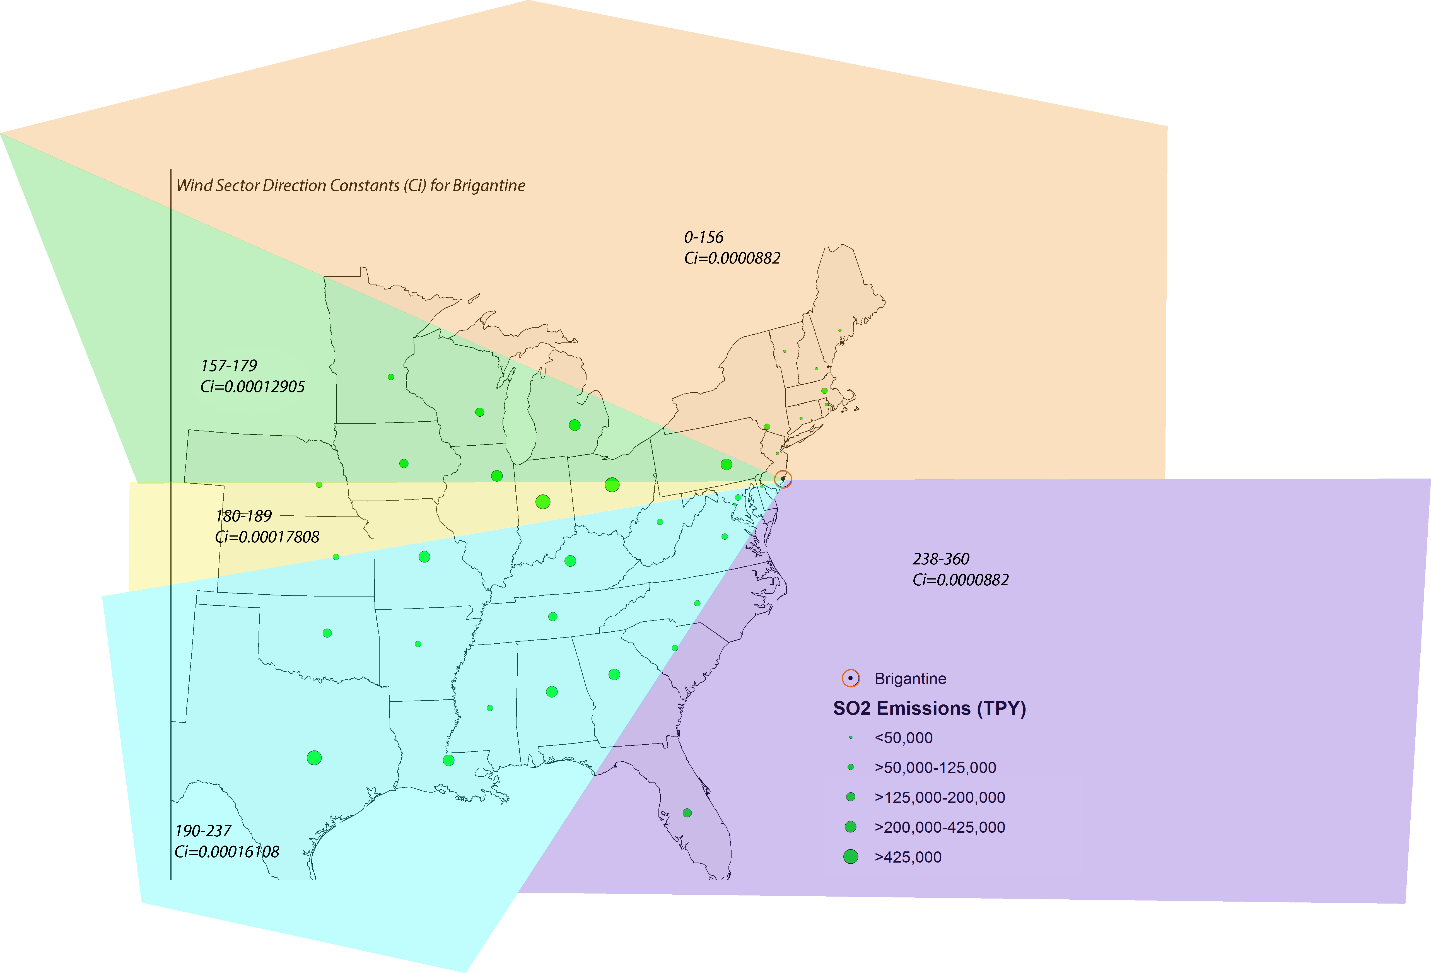 Wind Sector Direction Constants (Ci) for Brigantine
0-156
Ci=0.0000882
157-179
Ci=0.00012905
180-189
Ci=0.00017808
238-360
Ci=0.0000882
190-237
Ci=0.00016108
Brigantine
SO2 Emissions (TPY)
<50,000
>50,000-125,000
>125,000-200,000
>200,000-425,000
>425,000